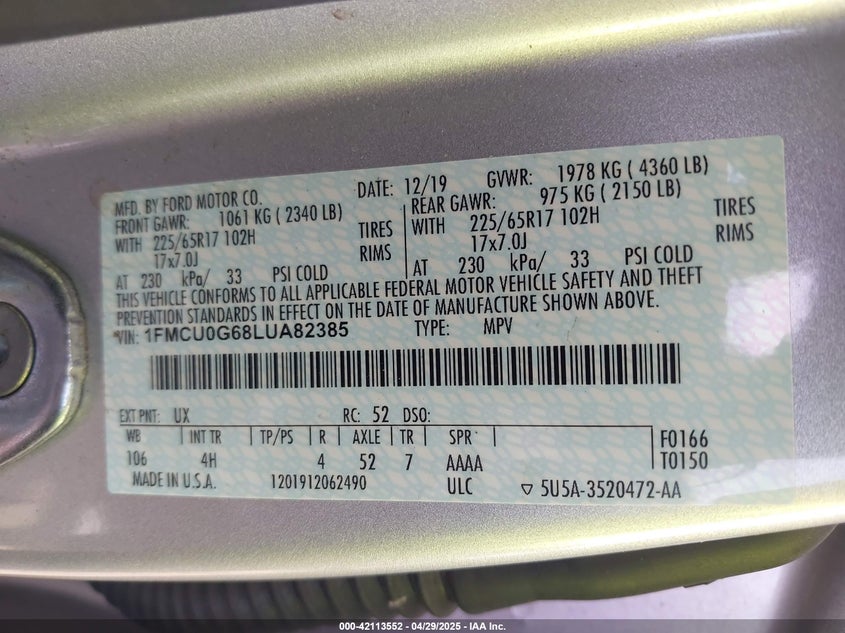 MFD. BY FORD MOTOR CO. DATE: 12/19 GVWR: 1978 KG ( 4360 LB)
FRONT GAWR: 1061 KG ( 2340 LB) REAR GAWR: 975 KG ( 2150 LB)
WITH 225/65R17 102H TIRES WITH 225/65R17 102H TIRES
17x7.0J RIMS 17x7.0J RIMS
AT 230 kPa/ 33 PSI COLD AT 230 kPa/ 33 PSI COLD
THIS VEHICLE CONFORMS TO ALL APPLICABLE FEDERAL MOTOR VEHICLE SAFETY AND THEFT
PREVENTION STANDARDS IN EFFECT ON THE DATE OF MANUFACTURE SHOWN ABOVE.
VIN: 1FMCU0G68LUA82385 TYPE: MPV
EXT PNT: UX RC: 52 DSO:
WB INT TR TP/PS R AXLE TR SPR F0166
106 4H 4 52 7 AAAA T0150
MADE IN U.S.A. 1201912062490 ULC ▽ 5U5A-3520472-AA
000-42113552 - 04/29/2025 - IAA Inc.